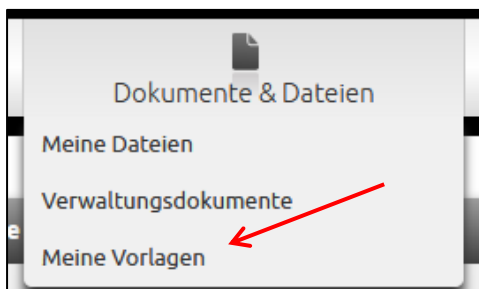 Dokumente & Dateien
Meine Dateien
Verwaltungsdokumente
Meine Vorlagen